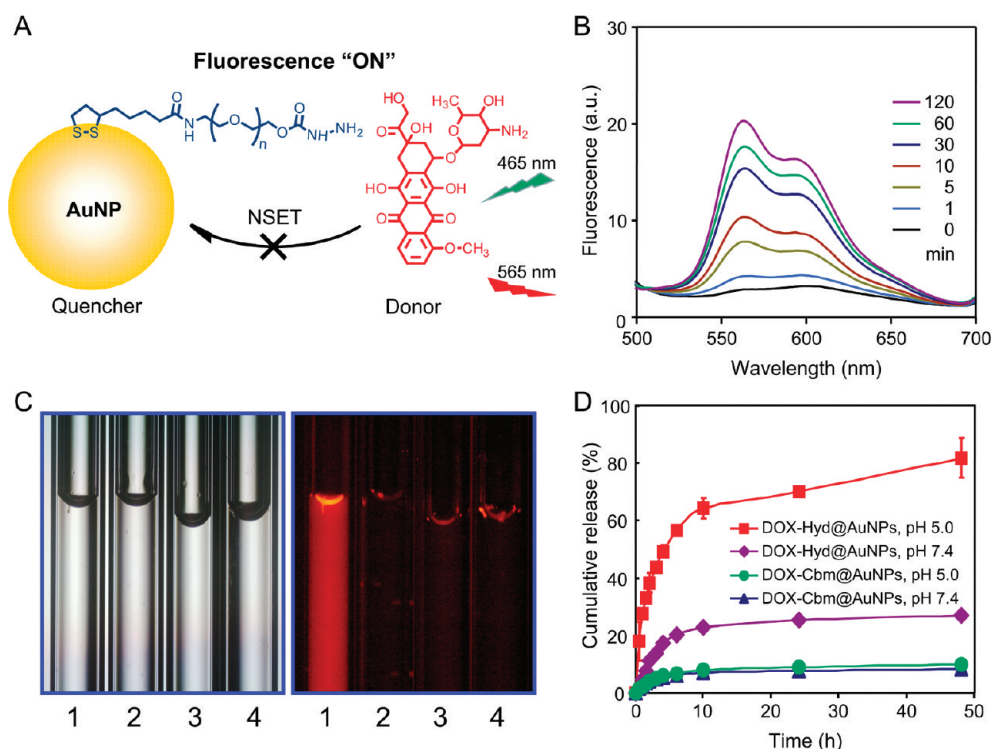 A
Fluorescence "ON"
S-S
O
N
H
O
n
O
O
H
N
NH₂
HO
O
OH
O
H₃C
OH
O
NH₂
HO
OH
O
O
O
CH₃
465 nm
565 nm
AuNP
NSET
Quencher
Donor
B
Fluorescence (a.u.)
30
20
10
0
500
550
600
650
700
Wavelength (nm)
120
60
30
10
5
1
0
min
C
1 2 3 4
1 2 3 4
D
Cumulative release (%)
100
80
60
40
20
0
0 10 20 30 40 50
Time (h)
DOX-Hyd@AuNPs, pH 5.0
DOX-Hyd@AuNPs, pH 7.4
DOX-Cbm@AuNPs, pH 5.0
DOX-Cbm@AuNPs, pH 7.4